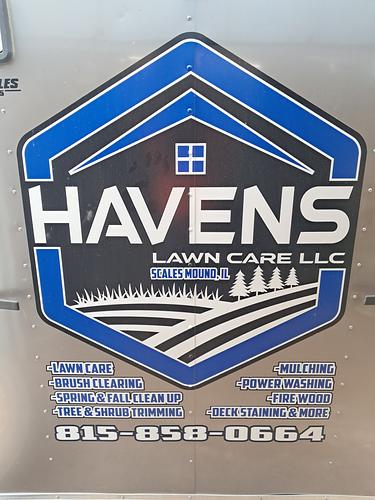 HAVENS
LAWN CARE LLC
SCALES MOUND, IL
-LAWN CARE
-BRUSH CLEARING
-SPRING & FALL CLEAN UP
-TREE & SHRUB TRIMMING
-MULCHING
-POWER WASHING
-FIRE WOOD
-DECK STAINING & MORE
815-858-0664